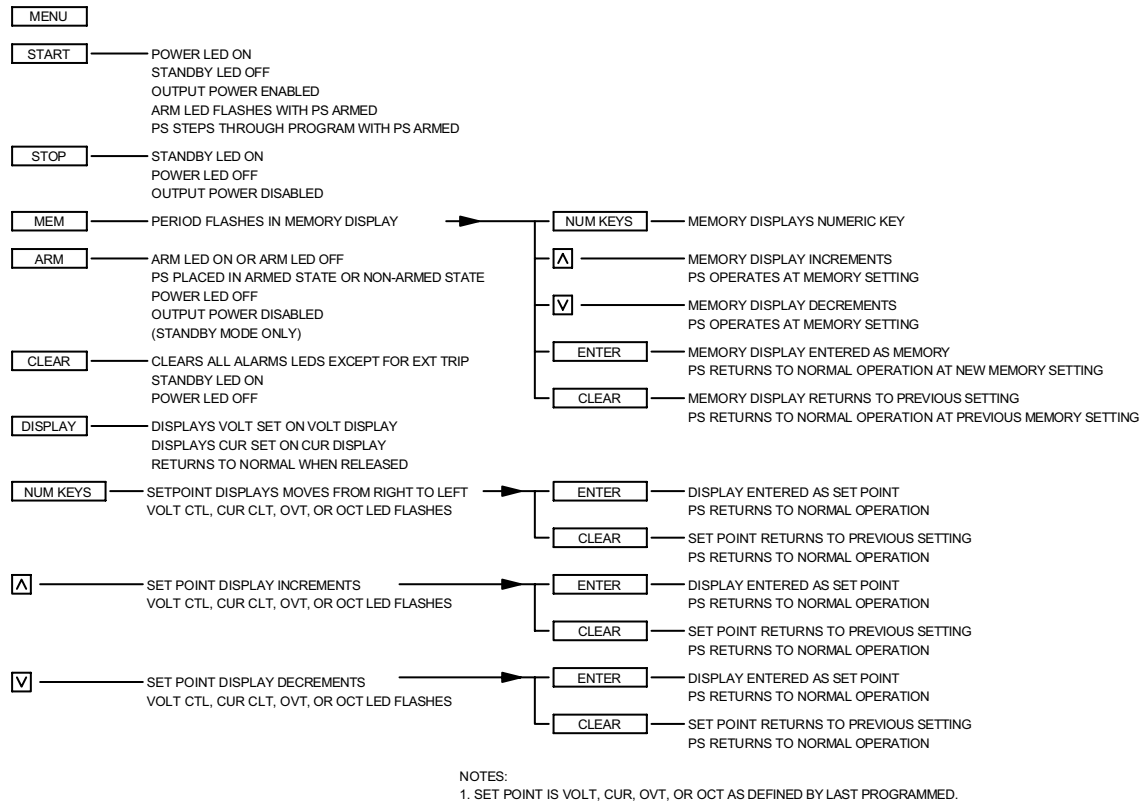 MENU
START
POWER LED ON
STANDBY LED OFF
OUTPUT POWER ENABLED
ARM LED FLASHES WITH PS ARMED
PS STEPS THROUGH PROGRAM WITH PS ARMED
STOP
STANDBY LED ON
POWER LED OFF
OUTPUT POWER DISABLED
MEM
PERIOD FLASHES IN MEMORY DISPLAY
NUM KEYS
MEMORY DISPLAYS NUMERIC KEY
MEMORY DISPLAY INCREMENTS
PS OPERATES AT MEMORY SETTING
MEMORY DISPLAY DECREMENTS
PS OPERATES AT MEMORY SETTING
ENTER
MEMORY DISPLAY ENTERED AS MEMORY
PS RETURNS TO NORMAL OPERATION AT NEW MEMORY SETTING
CLEAR
MEMORY DISPLAY RETURNS TO PREVIOUS SETTING
PS RETURNS TO NORMAL OPERATION AT PREVIOUS MEMORY SETTING
ARM
ARM LED ON OR ARM LED OFF
PS PLACED IN ARMED STATE OR NON-ARMED STATE
POWER LED OFF
OUTPUT POWER DISABLED
(STANDBY MODE ONLY)
CLEAR
CLEARS ALL ALARMS LEDS EXCEPT FOR EXT TRIP
STANDBY LED ON
POWER LED OFF
DISPLAY
DISPLAYS VOLT SET ON VOLT DISPLAY
DISPLAYS CUR SET ON CUR DISPLAY
RETURNS TO NORMAL WHEN RELEASED
NUM KEYS
SETPOINT DISPLAYS MOVES FROM RIGHT TO LEFT
VOLT CTL, CUR CLT, OVT, OR OCT LED FLASHES
ENTER
DISPLAY ENTERED AS SET POINT
PS RETURNS TO NORMAL OPERATION
CLEAR
SET POINT RETURNS TO PREVIOUS SETTING
PS RETURNS TO NORMAL OPERATION
SET POINT DISPLAY INCREMENTS
VOLT CTL, CUR CLT, OVT, OR OCT LED FLASHES
ENTER
DISPLAY ENTERED AS SET POINT
PS RETURNS TO NORMAL OPERATION
CLEAR
SET POINT RETURNS TO PREVIOUS SETTING
PS RETURNS TO NORMAL OPERATION
SET POINT DISPLAY DECREMENTS
VOLT CTL, CUR CLT, OVT, OR OCT LED FLASHES
ENTER
DISPLAY ENTERED AS SET POINT
PS RETURNS TO NORMAL OPERATION
CLEAR
SET POINT RETURNS TO PREVIOUS SETTING
PS RETURNS TO NORMAL OPERATION
NOTES:
1. SET POINT IS VOLT, CUR, OVT, OR OCT AS DEFINED BY LAST PROGRAMMED.